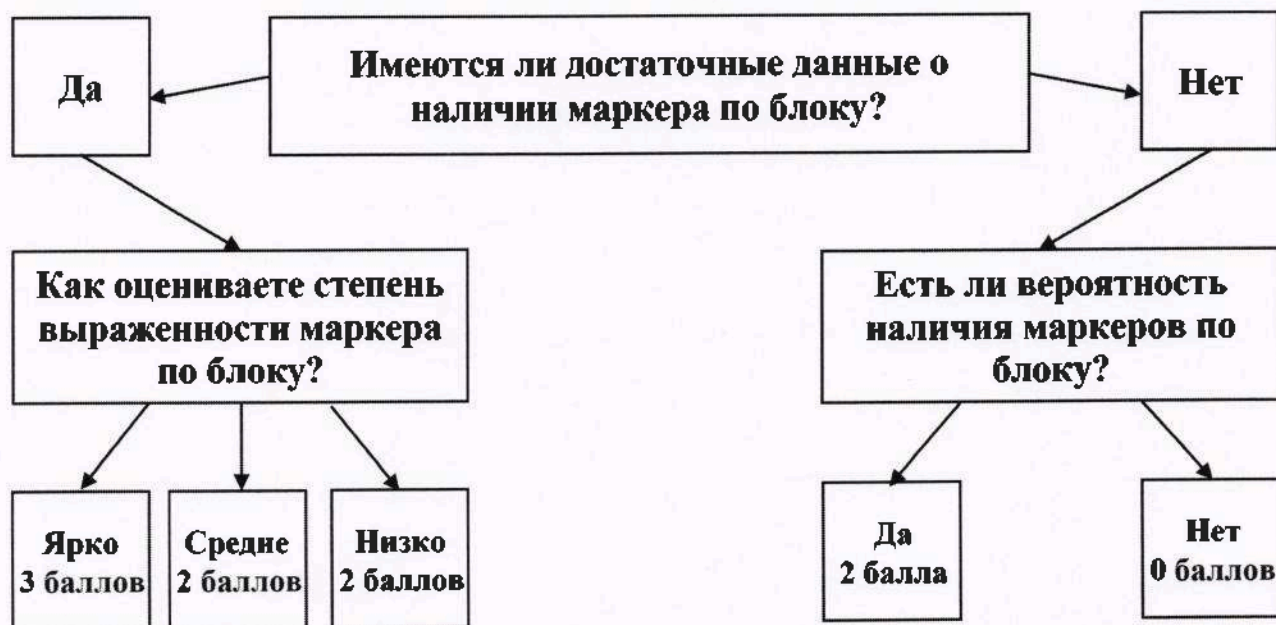 Да
Имеются ли достаточные данные о
наличии маркера по блоку?
Нет
Как оцениваете степень
выраженности маркера
по блоку?
Есть ли вероятность
наличия маркеров по
блоку?
Ярко
3 баллов
Средне
2 баллов
Низко
2 баллов
Да
2 балла
Нет
0 баллов